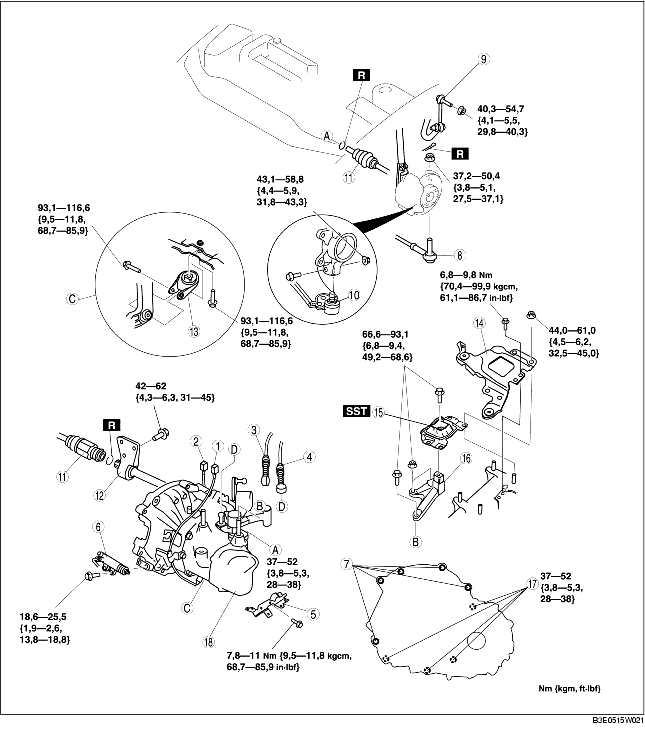 9
R
40,3—54,7
{4,1—5,5,
29,8—40,3}
A
11
R
37,2—50,4
{3,8—5,1,
27,5—37,1}
43,1—58,8
{4,4—5,9,
31,8—43,3}
93,1—116,6
{9,5—11,8,
68,7—85,9}
8
C
10
13
6,8—9,8 Nm
{70,4—99,9 kgcm,
61,1—86,7 in·lbf}
93,1—116,6
{9,5—11,8,
68,7—85,9}
14
44,0—61,0
{4,5—6,2,
32,5—45,0}
66,6—93,1
{6,8—9,4,
49,2—68,6}
42—62
{4,3—6,3, 31—45}
SST
15
R
3
2
1
D
4
11
12
16
B
D
B
6
A
37—52
{3,8—5,3,
28—38}
7
17
37—52
{3,8—5,3,
28—38}
C
5
18
18,6—25,5
{1,9—2,6,
13,8—18,8}
7,8—11 Nm {9,5—11,8 kgcm,
68,7—85,9 in·lbf}
Nm {kgm, ft·lbf}
B3E0515W021